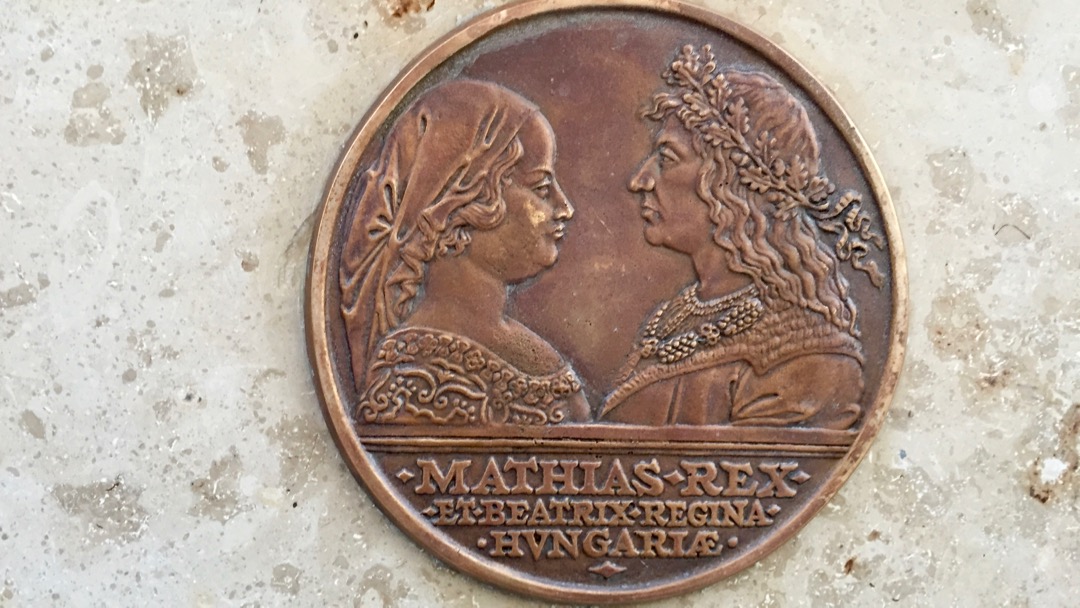 ·MATHIAS·REX·
·ET·BEATRIX·REGINA·
·HVNGARIÆ·